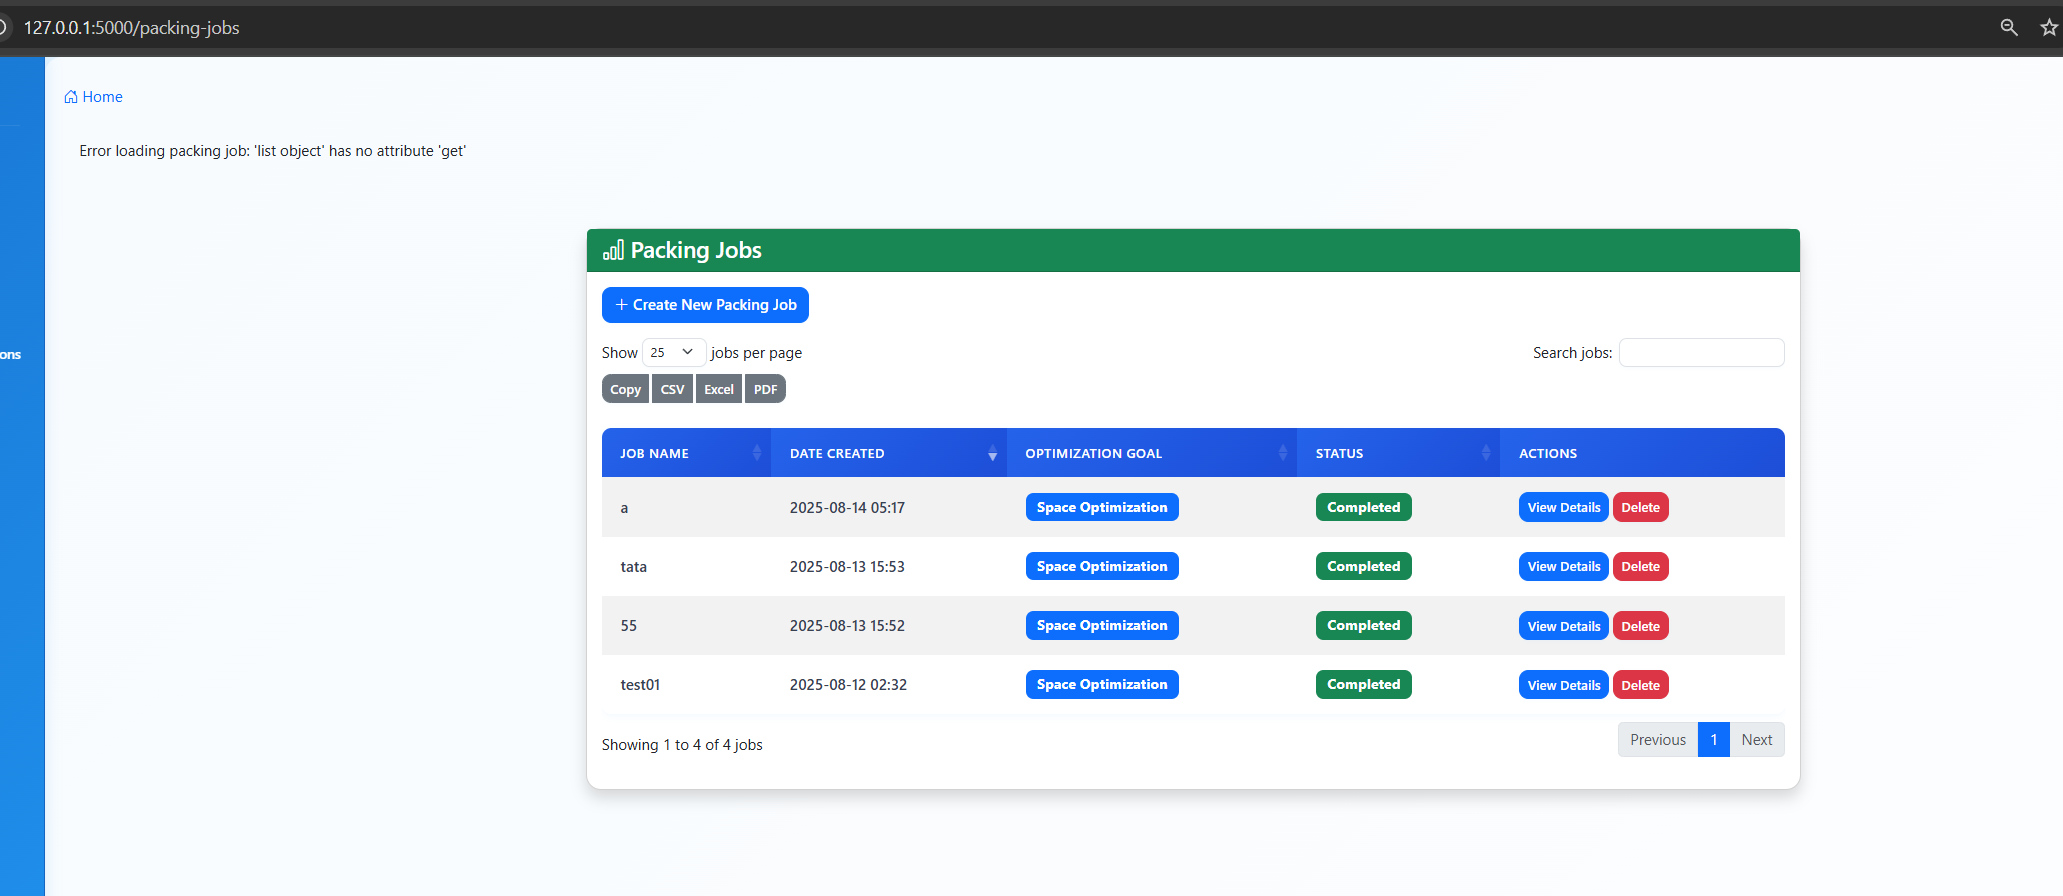 127.0.0.1:5000/packing-jobs
Home
ons
Error loading packing job: 'list object' has no attribute 'get'
Packing Jobs
+ Create New Packing Job
Show 25 jobs per page Search jobs:
Copy CSV Excel PDF
JOB NAME DATE CREATED OPTIMIZATION GOAL STATUS ACTIONS
a 2025-08-14 05:17 Space Optimization Completed View Details Delete
tata 2025-08-13 15:53 Space Optimization Completed View Details Delete
55 2025-08-13 15:52 Space Optimization Completed View Details Delete
test01 2025-08-12 02:32 Space Optimization Completed View Details Delete
Showing 1 to 4 of 4 jobs Previous 1 Next